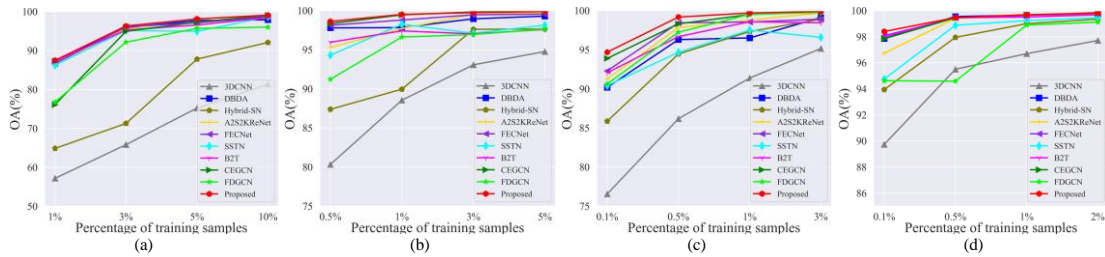 OA(%)
100
90
80
70
60
50
1%
3%
5%
10%
3DCNN
DBDA
Hybrid-SN
A2S2KReNet
FECNet
SSTN
B2T
CEGCN
FDGCN
Proposed
Percentage of training samples
(a)
OA(%)
100
95
90
85
80
75
0.5%
1%
3%
5%
3DCNN
DBDA
Hybrid-SN
A2S2KReNet
FECNet
SSTN
B2T
CEGCN
FDGCN
Proposed
Percentage of training samples
(b)
OA(%)
100
95
90
85
80
75
0.1%
0.5%
1%
3%
3DCNN
DBDA
Hybrid-SN
A2S2KReNet
FECNet
SSTN
B2T
CEGCN
FDGCN
Proposed
Percentage of training samples
(c)
OA(%)
100
98
96
94
92
90
88
86
0.1%
0.5%
1%
2%
3DCNN
DBDA
Hybrid-SN
A2S2KReNet
FECNet
SSTN
B2T
CEGCN
FDGCN
Proposed
Percentage of training samples
(d)